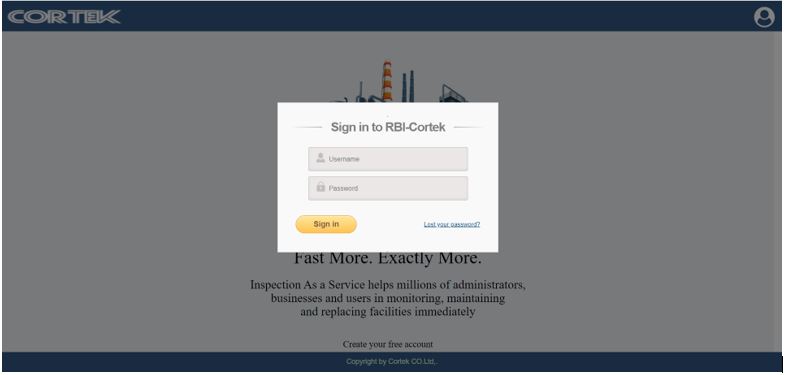 CORTEK
Sign in to RBI-Cortek
Username
Password
Sign in
Lost your password?
Fast More. Exactly More.
Inspection As a Service helps millions of administrators,
businesses and users in monitoring, maintaining
and replacing facilities immediately
Create your free account
Copyright by Cortek CO.Ltd,.